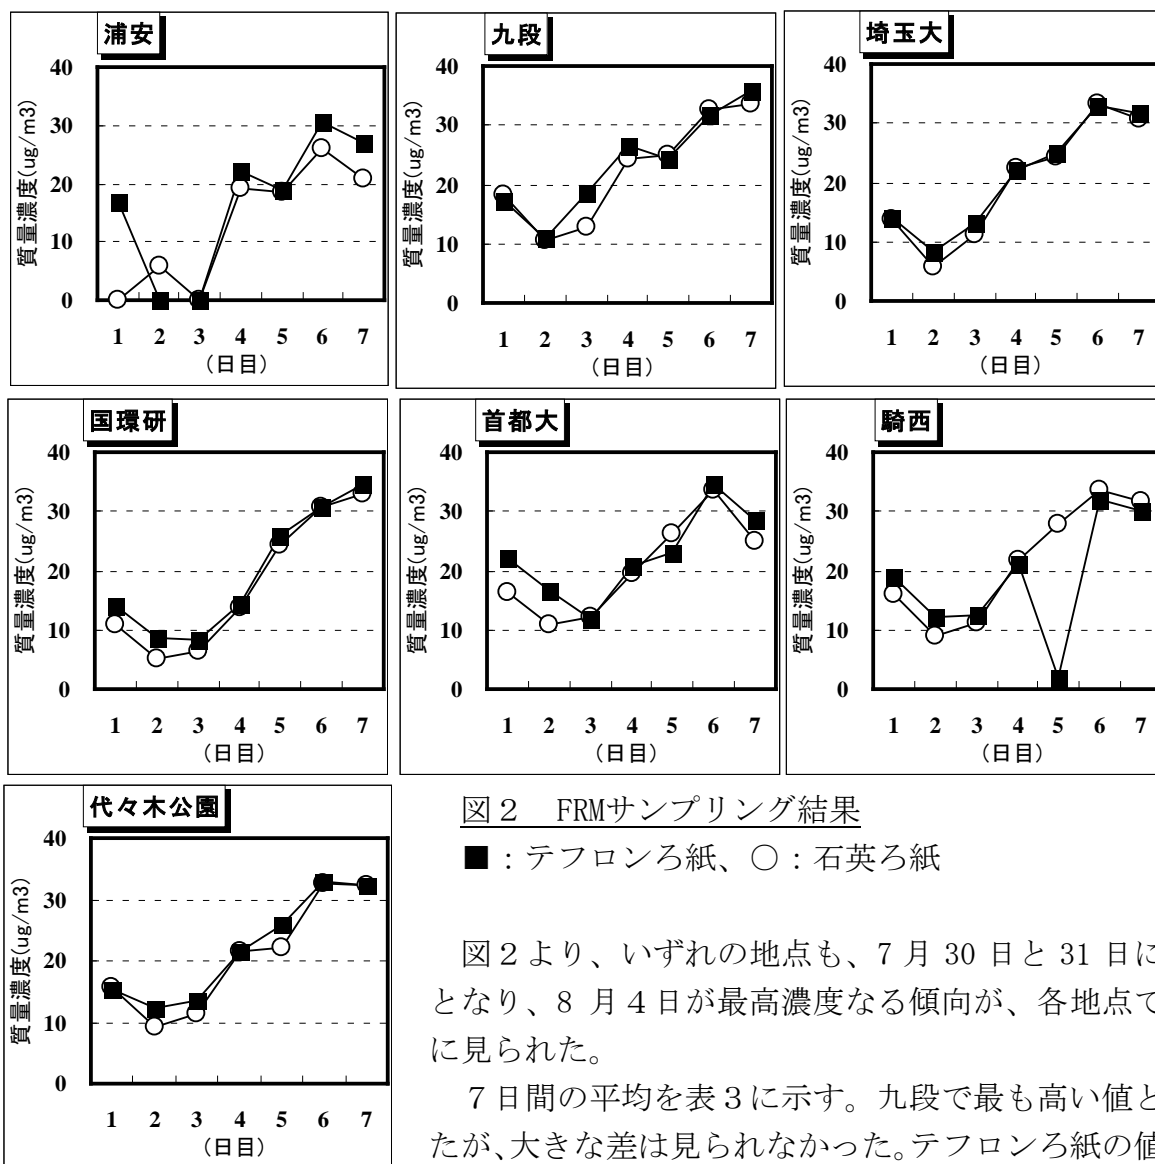 浦安
質量濃度(ug/m3)
40
30
20
10
0
1 2 3 4 5 6 7
(日目)
九段
質量濃度(ug/m3)
40
30
20
10
0
1 2 3 4 5 6 7
(日目)
埼玉大
質量濃度(ug/m3)
40
30
20
10
0
1 2 3 4 5 6 7
(日目)
国環研
質量濃度(ug/m3)
40
30
20
10
0
1 2 3 4 5 6 7
(日目)
首都大
質量濃度(ug/m3)
40
30
20
10
0
1 2 3 4 5 6 7
(日目)
騎西
質量濃度(ug/m3)
40
30
20
10
0
1 2 3 4 5 6 7
(日目)
代々木公園
質量濃度(ug/m3)
40
30
20
10
0
1 2 3 4 5 6 7
(日目)
図2 FRMサンプリング結果
■:テフロンろ紙、○:石英ろ紙
図2より、いずれの地点も、7月30日と31日に
となり、8月4日が最高濃度なる傾向が、各地点で
に見られた。
7日間の平均を表3に示す。九段で最も高い値と
たが、大きな差は見られなかった。テフロンろ紙の値